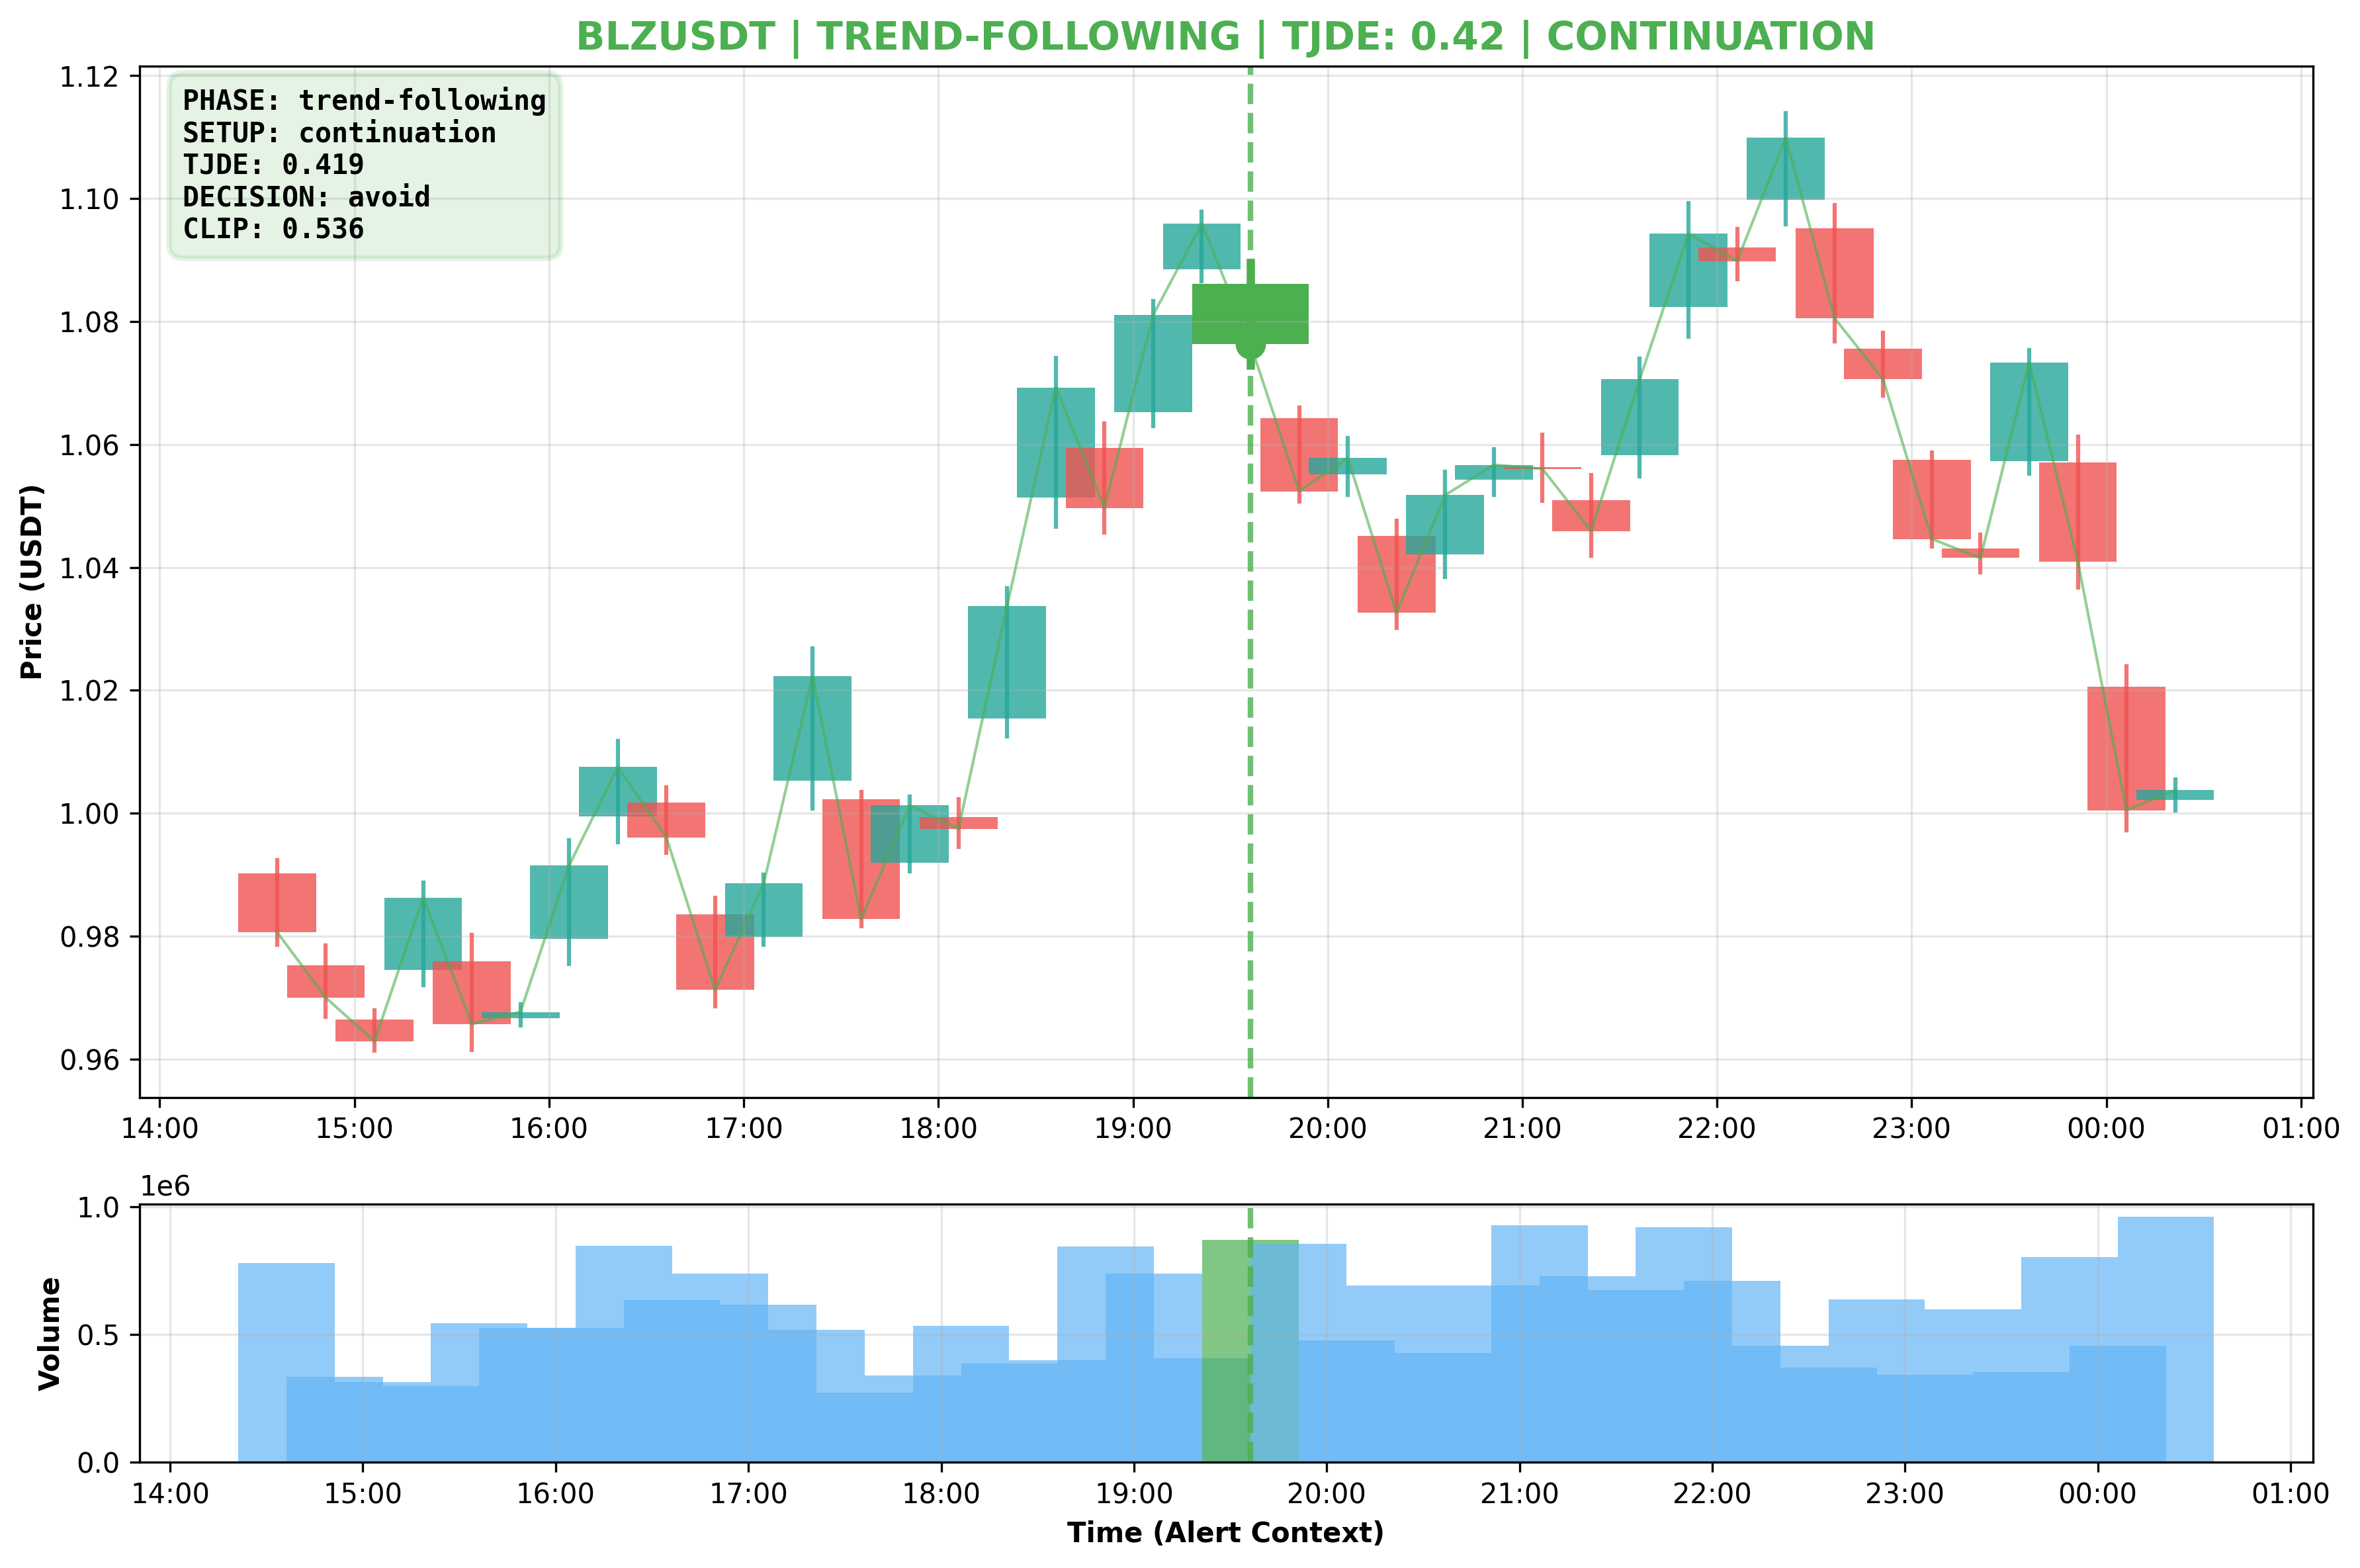 BLZUSDT | TREND-FOLLOWING | TJDE: 0.42 | CONTINUATION
PHASE: trend-following
SETUP: continuation
TJDE: 0.419
DECISION: avoid
CLIP: 0.536
Price (USDT)
1.12
1.10
1.08
1.06
1.04
1.02
1.00
0.98
0.96
14:00 15:00 16:00 17:00 18:00 19:00 20:00 21:00 22:00 23:00 00:00 01:00
1e6
Volume
1.0
0.5
0.0
14:00 15:00 16:00 17:00 18:00 19:00 20:00 21:00 22:00 23:00 00:00 01:00
Time (Alert Context)